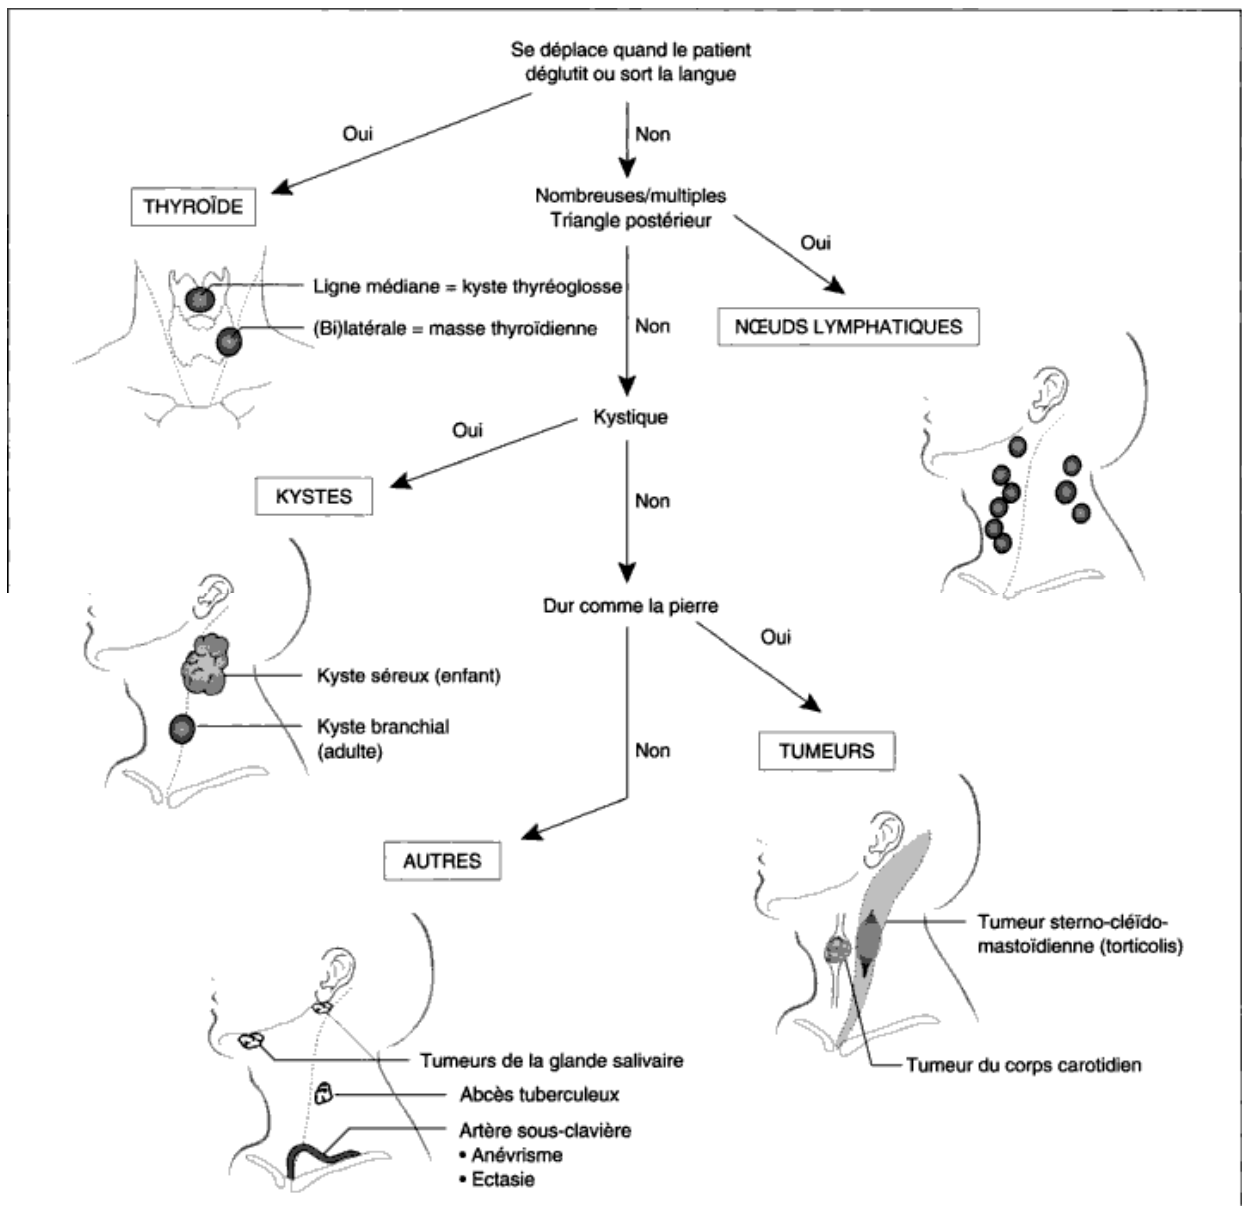 Se déplace quand le patient
déglutit ou sort la langue
Oui
Non
THYROÏDE
Nombreuses/multiples
Triangle postérieur
Oui
Ligne médiane = kyste thyréoglosse
(Bi)latérale = masse thyroïdienne
Non
NŒUDS LYMPHATIQUES
Kystique
Oui
KYSTES
Non
Dur comme la pierre
Oui
Kyste séreux (enfant)
Kyste branchial
(adulte)
Non
TUMEURS
AUTRES
Tumeur sterno-cléïdo-
mastoïdienne (torticolis)
Tumeur du corps carotidien
Tumeurs de la glande salivaire
Abcès tuberculeux
Artère sous-clavière
• Anévrisme
• Ectasie